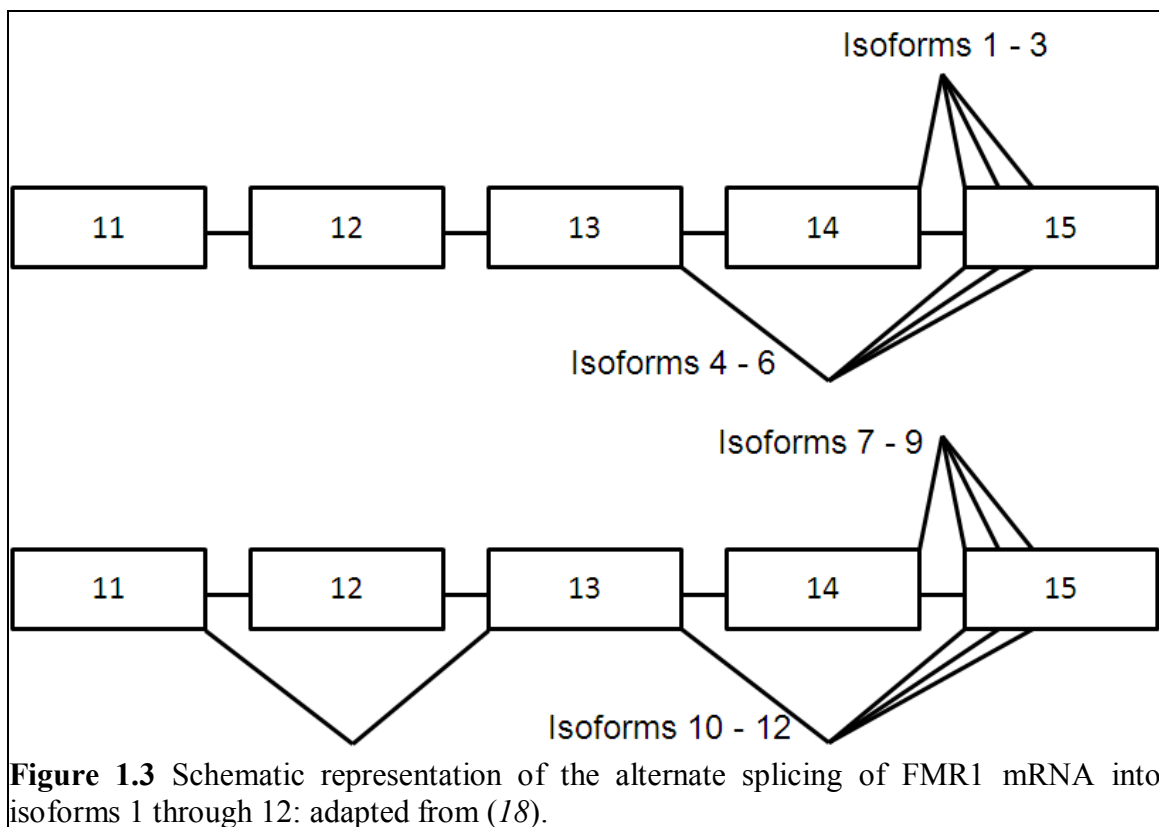 Isoforms 1 - 3
11 12 13 14 15
Isoforms 4 - 6
Isoforms 7 - 9
11 12 13 14 15
Isoforms 10 - 12
Figure 1.3 Schematic representation of the alternate splicing of FMR1 mRNA into
isoforms 1 through 12: adapted from (18).